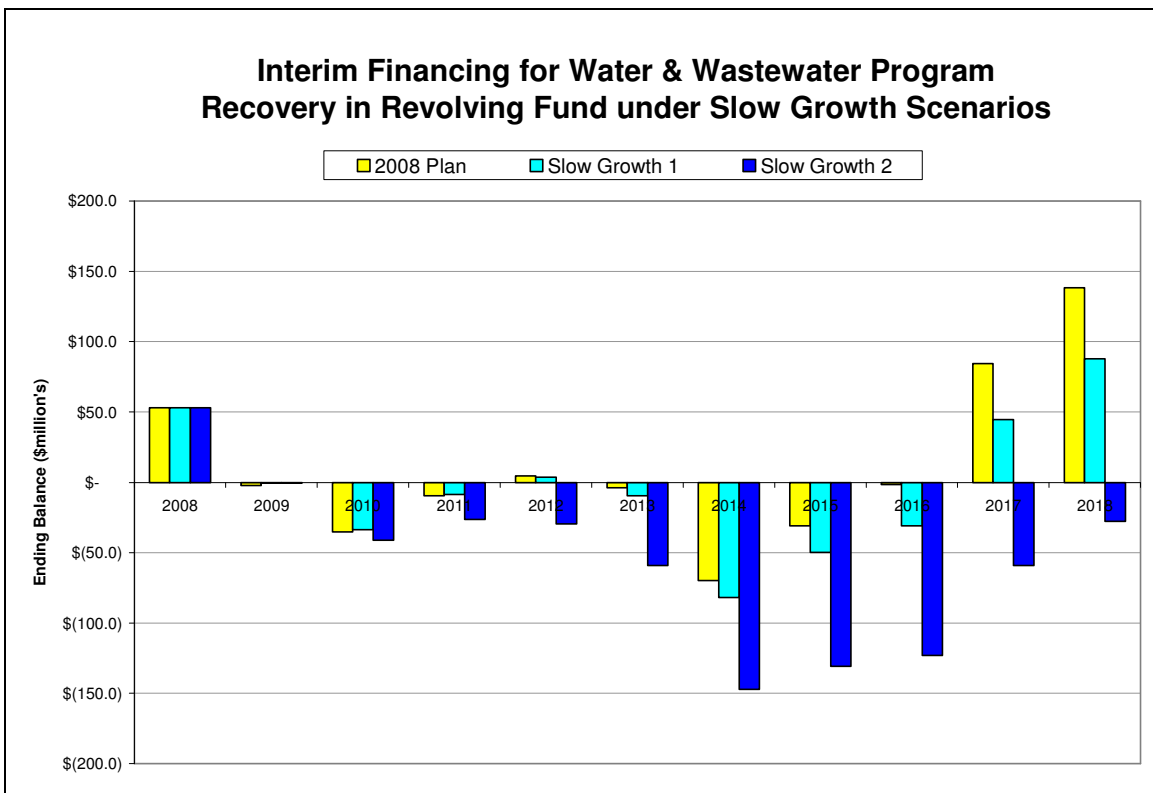 Interim Financing for Water & Wastewater Program
Recovery in Revolving Fund under Slow Growth Scenarios
2008 Plan Slow Growth 1 Slow Growth 2
$200.0
$150.0
$100.0
$50.0
$-
$(50.0)
$(100.0)
$(150.0)
$(200.0)
Ending Balance ($million's)
2008 2009 2010 2011 2012 2013 2014 2015 2016 2017 2018